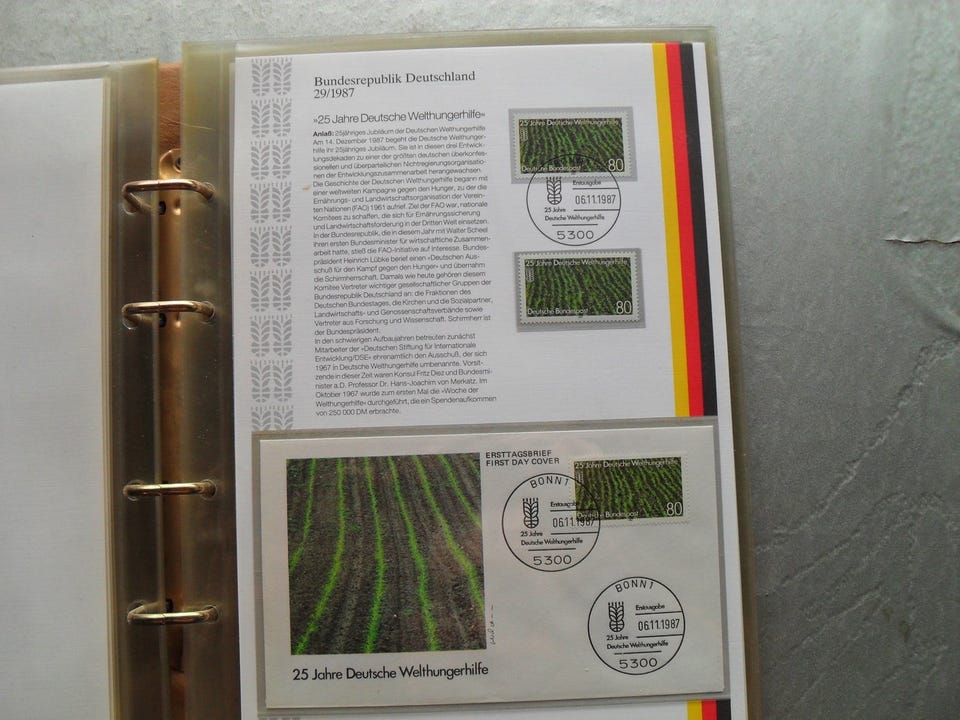 Bundesrepublik Deutschland
29/1987
»25 Jahre Deutsche Welthungerhilfe«
Anlaß: 25jähriges Jubiläum der Deutschen Welthungerhilfe
Am 14. Dezember 1987 begeht die Deutsche Welthunger-
hilfe ihr 25jähriges Jubiläum. Sie ist in diesen drei Entwick-
lungsdekaden zu einer der größten deutschen überkonfes-
sionellen und überparteilichen Nichtregierungsorganisatio-
nen der Entwicklungszusammenarbeit herangewachsen.
Die Geschichte der Deutschen Welthungerhilfe begann mit
einer weltweiten Kampagne gegen den Hunger, zu der die
Ernährungs- und Landwirtschaftsorganisation der Verein-
ten Nationen (FAO) 1961 aufrief. Ziel der FAO war, nationale
Komitees zu schaffen, die sich für Ernährungssicherung
und Landwirtschaftsförderung in der Dritten Welt einsetzen.
In der Bundesrepublik, die in diesem Jahr mit Walter Scheel
ihren ersten Bundesminister für wirtschaftliche Zusammen-
arbeit hatte, stieß die FAO-Initiative auf Interesse. Bundes-
präsident Heinrich Lübke berief einen »Deutschen Aus-
schuß für den Kampf gegen den Hunger« und übernahm
die Schirmherrschaft. Damals wie heute gehören diesem
Komitee Vertreter wichtiger gesellschaftlicher Gruppen der
Bundesrepublik Deutschland an: die Fraktionen des
Deutschen Bundestages, die Kirchen und die Sozialpartner,
Landwirtschafts- und Genossenschaftsverbände sowie
Vertreter aus Forschung und Wissenschaft. Schirmherr ist
der Bundespräsident.
In den schwierigen Aufbaujahren betreuten zunächst
Mitarbeiter der »Deutschen Stiftung für Internationale
Entwicklung/DSE« ehrenamtlich den Ausschuß, der sich
1967 in Deutsche Welthungerhilfe umbenannte. Vorsit-
zende in dieser Zeit waren Konsul Fritz Diez und Bundesmi-
nister a.D. Professor Dr. Hans-Joachim von Merkatz. Im
Oktober 1967 wurde zum ersten Mal die »Woche der
Welthungerhilfe« durchgeführt, die ein Spendenaufkommen
von 250 000 DM erbrachte.
25 Jahre Deutsche Welthungerhilfe
Deutsche Bundespost 80
Erstausgabe
06.11.1987
25 Jahre
Deutsche Welthungerhilfe
5300
25 Jahre Deutsche Welthungerhilfe
Deutsche Bundespost 80
ERSTTAGSBRIEF
FIRST DAY COVER
25 Jahre Deutsche Welthungerhilfe
Deutsche Bundespost 80
BONN 1
Erstausgabe
06.11.1987
25 Jahre
Deutsche Welthungerhilfe
5300
BONN 1
Erstausgabe
06.11.1987
25 Jahre
Deutsche Welthungerhilfe
5300
25 Jahre Deutsche Welthungerhilfe